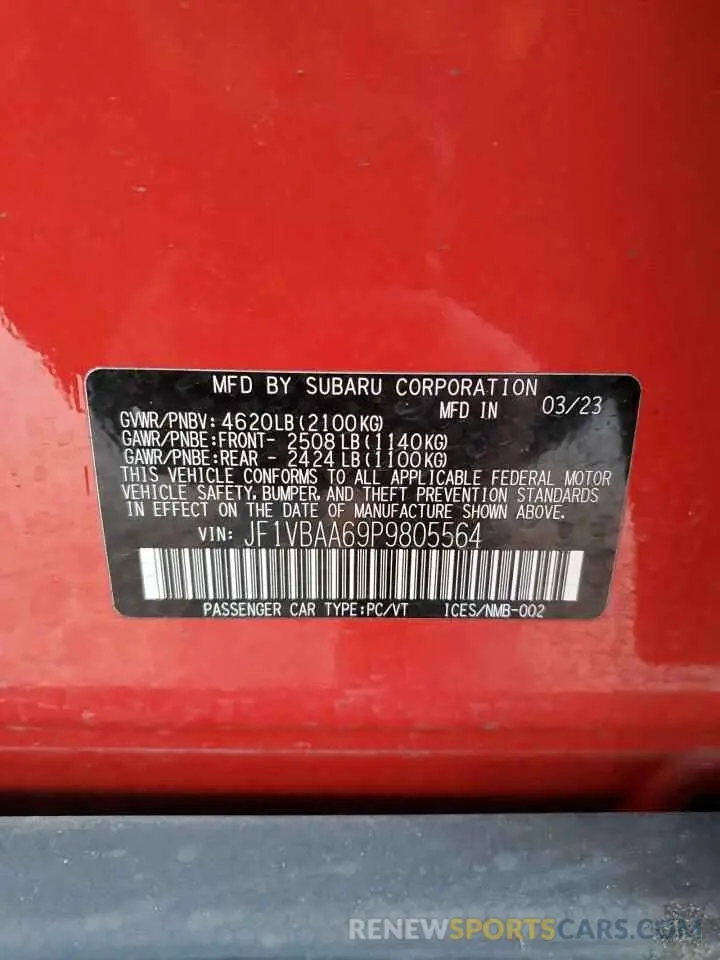 MFD BY SUBARU CORPORATION
MFD IN 03/23
GVWR/PNBV: 4620LB(2100KG)
GAWR/PNBE:FRONT- 2508LB(1140KG)
GAWR/PNBE:REAR - 2424LB(1100KG)
THIS VEHICLE CONFORMS TO ALL APPLICABLE FEDERAL MOTOR
VEHICLE SAFETY, BUMPER, AND THEFT PREVENTION STANDARDS
IN EFFECT ON THE DATE OF MANUFACTURE SHOWN ABOVE.
VIN: JF1VBAA69P9805564
PASSENGER CAR TYPE:PC/VT ICES/NMB-002
RENEWSPORTSCARS.COM